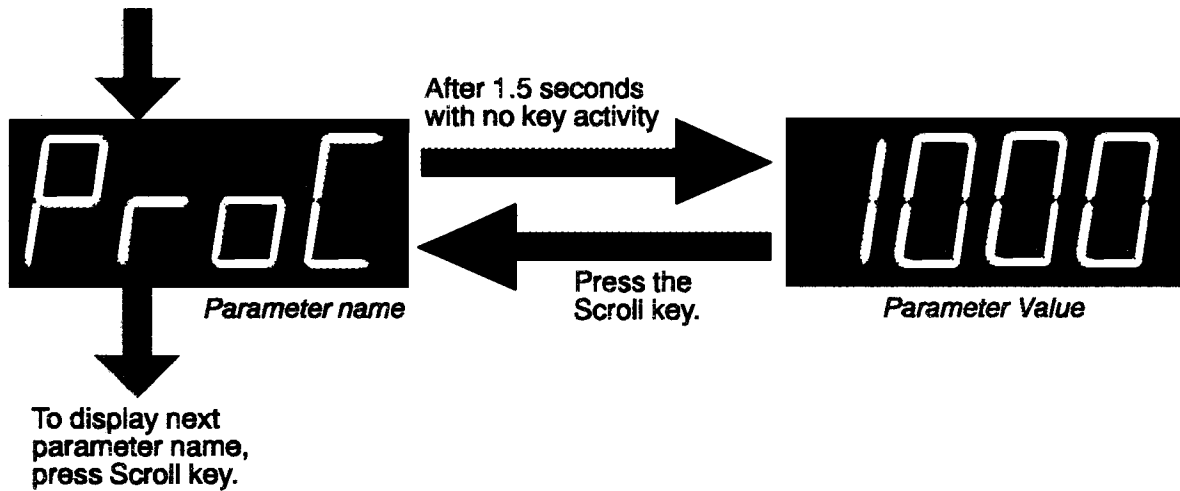 After 1.5 seconds
with no key activity
ProC
1000
Press the
Scroll key.
Parameter name
Parameter Value
To display next
parameter name,
press Scroll key.